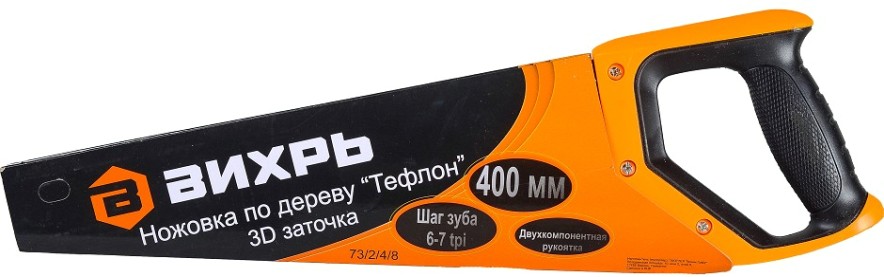 ВИХРЬ
Ножовка по дереву “Тефлон”
3D заточка
73/2/4/8
400 мм
Шаг зуба
6-7 tpi
Двухкомпонентная
рукоятка